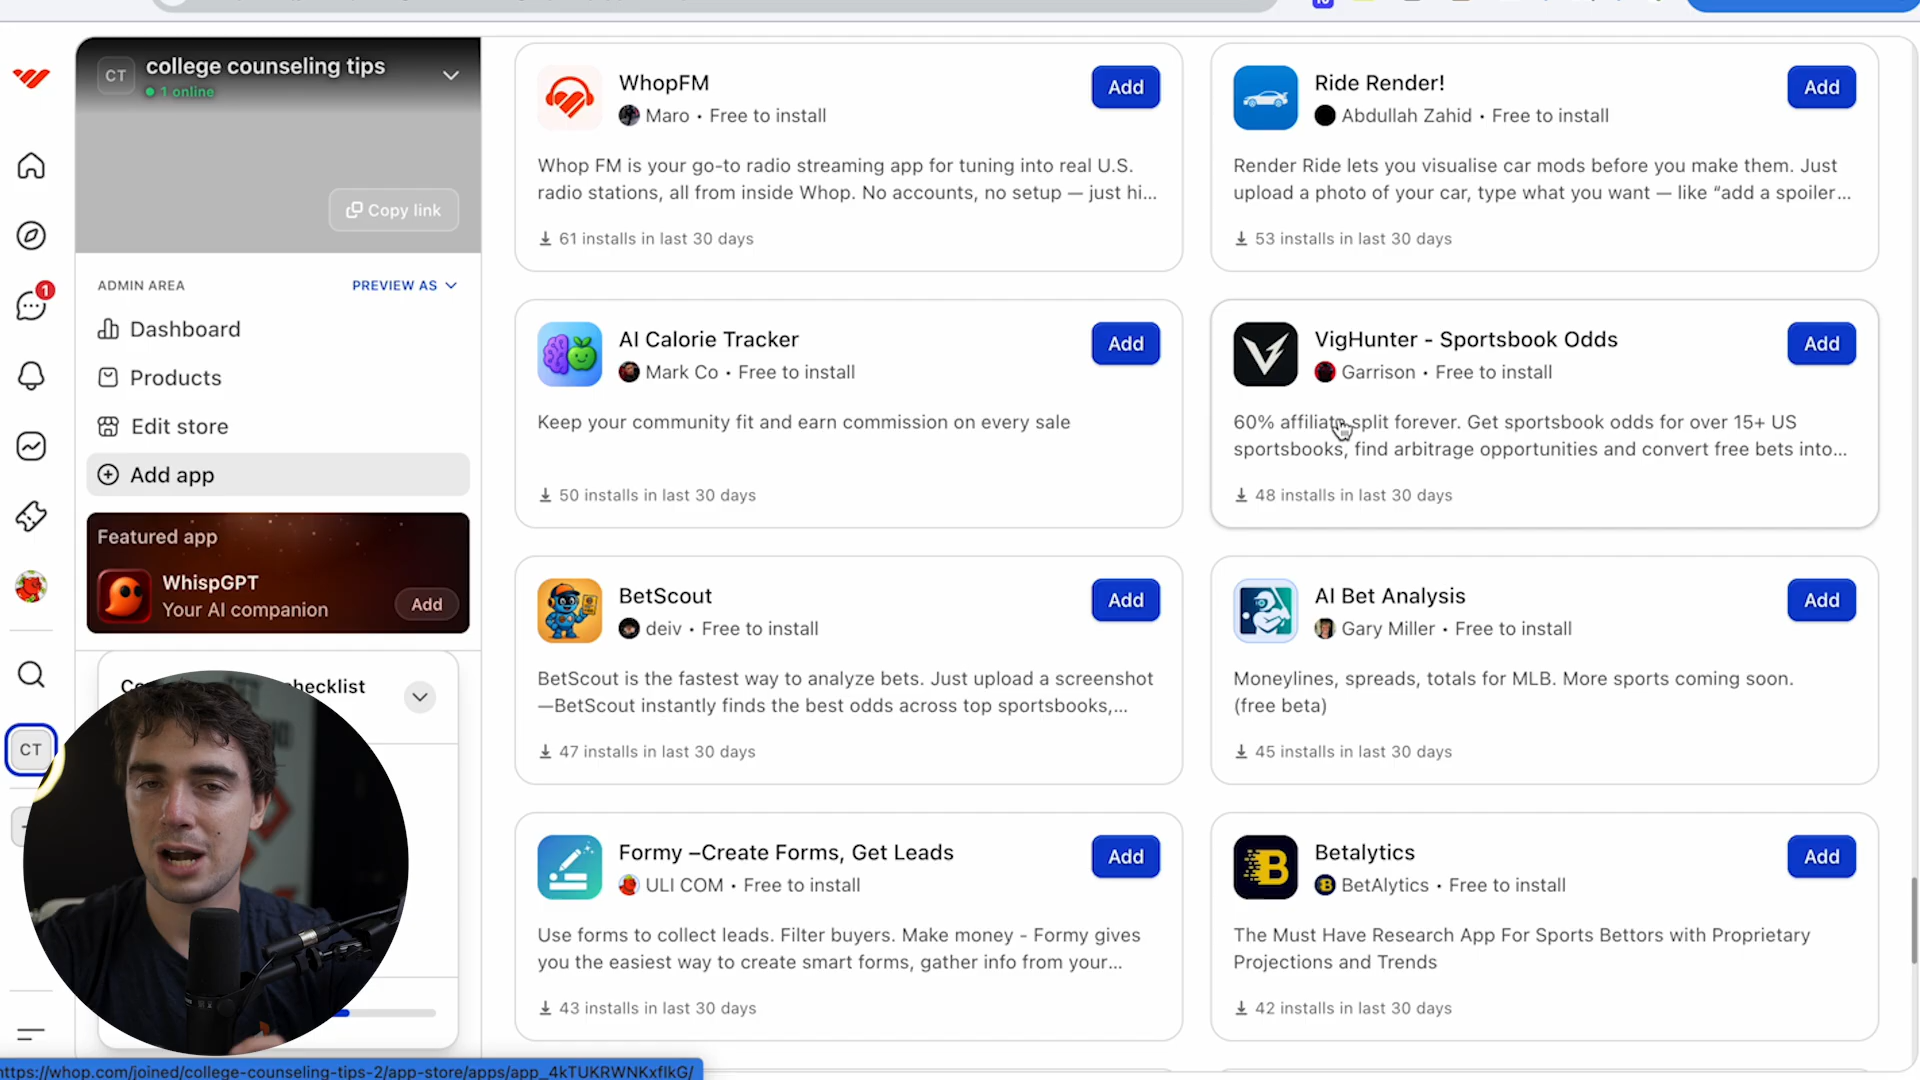 CT
college counseling tips
1 online
Copy link
ADMIN AREA
PREVIEW AS
Dashboard
Products
Edit store
Add app
Featured app
WhispGPT
Your AI companion
Add
checklist
1
CT
WhopFM
Maro • Free to install
Add
Whop FM is your go-to radio streaming app for tuning into real U.S.
radio stations, all from inside Whop. No accounts, no setup — just hi...
61 installs in last 30 days
Ride Render!
Abdullah Zahid • Free to install
Add
Render Ride lets you visualise car mods before you make them. Just
upload a photo of your car, type what you want — like “add a spoiler...
53 installs in last 30 days
AI Calorie Tracker
Mark Co • Free to install
Add
Keep your community fit and earn commission on every sale
50 installs in last 30 days
VigHunter - Sportsbook Odds
Garrison • Free to install
Add
60% affiliate split forever. Get sportsbook odds for over 15+ US
sportsbooks, find arbitrage opportunities and convert free bets into...
48 installs in last 30 days
BetScout
deiv • Free to install
Add
BetScout is the fastest way to analyze bets. Just upload a screenshot
—BetScout instantly finds the best odds across top sportsbooks,...
47 installs in last 30 days
AI Bet Analysis
Gary Miller • Free to install
Add
Moneylines, spreads, totals for MLB. More sports coming soon.
(free beta)
45 installs in last 30 days
Formy –Create Forms, Get Leads
ULI COM • Free to install
Add
Use forms to collect leads. Filter buyers. Make money - Formy gives
you the easiest way to create smart forms, gather info from your...
43 installs in last 30 days
Betalytics
BetAlytics • Free to install
Add
The Must Have Research App For Sports Bettors with Proprietary
Projections and Trends
42 installs in last 30 days
https://whop.com/joined/college-counseling-tips-2/app-store/apps/app_4kTUKRWNKxflkG/